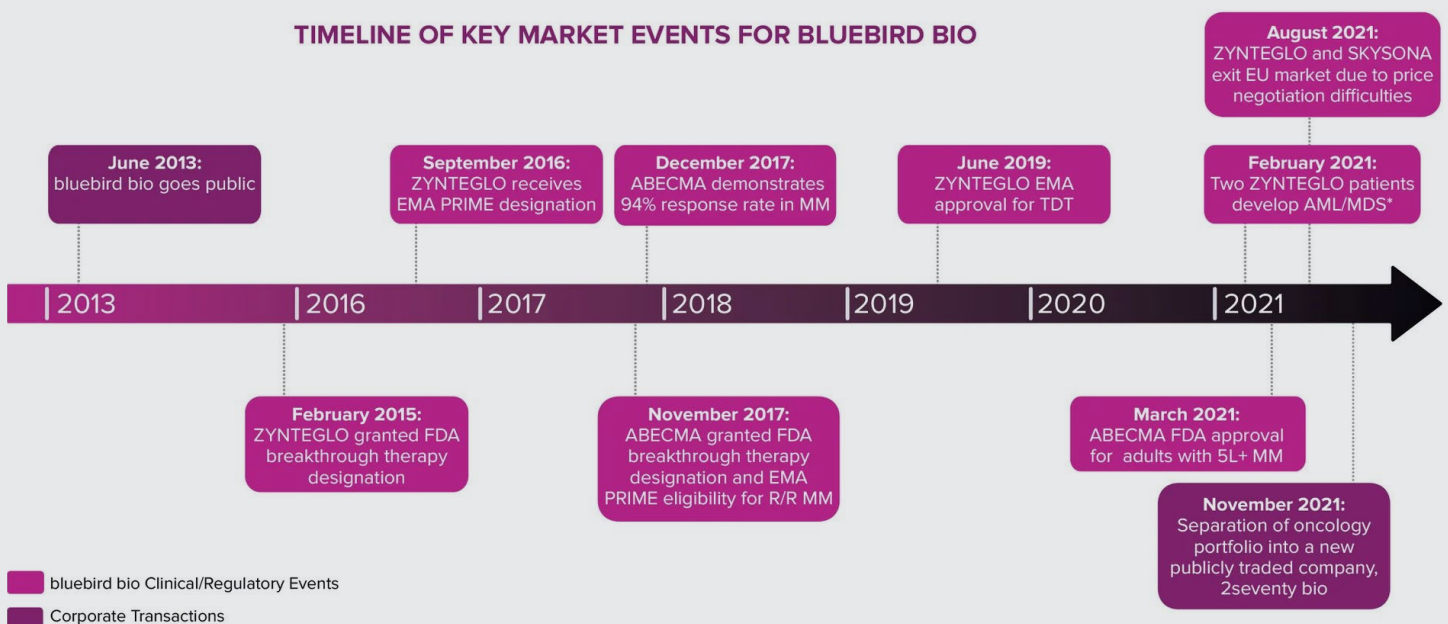 TIMELINE OF KEY MARKET EVENTS FOR BLUEBIRD BIO
August 2021:
ZYNTEGLO and SKYSONA
exit EU market due to price
negotiation difficulties
June 2013:
bluebird bio goes public
September 2016:
ZYNTEGLO receives
EMA PRIME designation
December 2017:
ABECMA demonstrates
94% response rate in MM
June 2019:
ZYNTEGLO EMA
approval for TDT
February 2021:
Two ZYNTEGLO patients
develop AML/MDS*
2013
2016
2017
2018
2019
2020
2021
February 2015:
ZYNTEGLO granted FDA
breakthrough therapy
designation
November 2017:
ABECMA granted FDA
breakthrough therapy
designation and EMA
PRIME eligibility for R/R MM
March 2021:
ABECMA FDA approval
for adults with 5L+ MM
November 2021:
Separation of oncology
portfolio into a new
publicly traded company,
2seventy bio
bluebird bio Clinical/Regulatory Events
Corporate Transactions